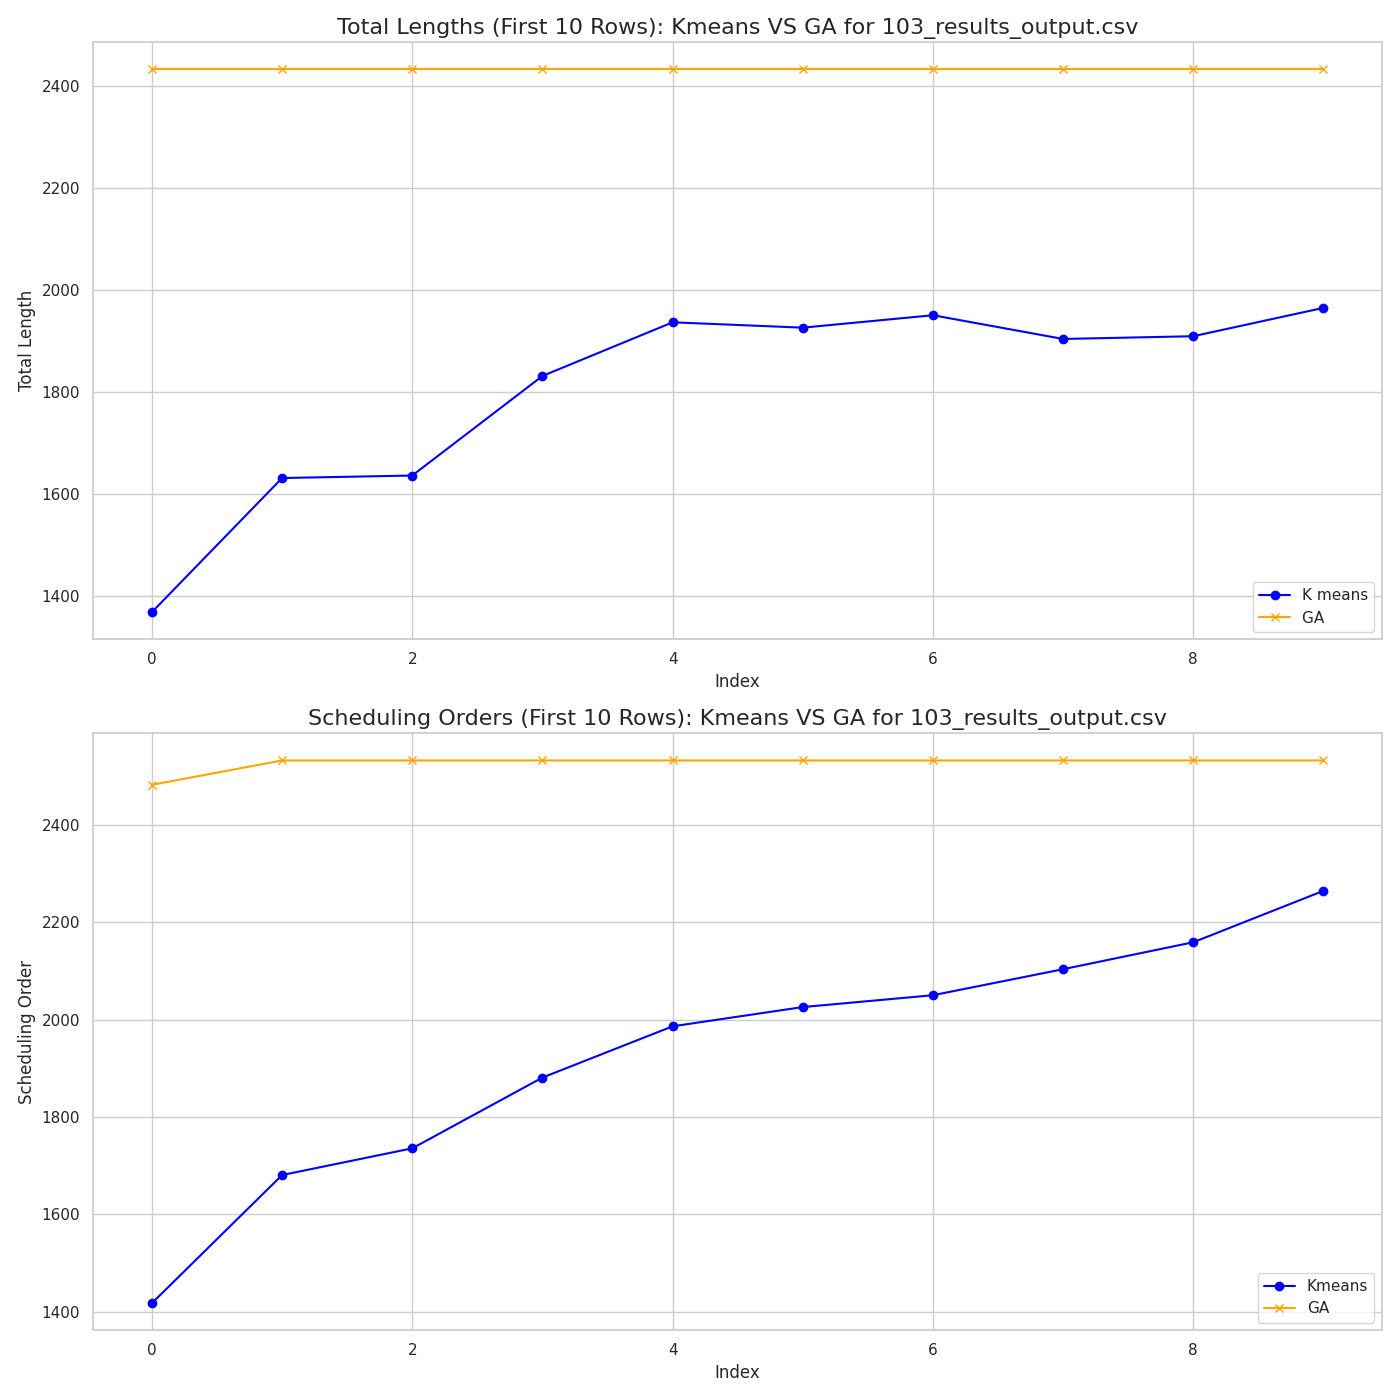 Total Lengths (First 10 Rows): Kmeans VS GA for 103_results_output.csv
2400
2200
2000
1800
1600
1400
Total Length
K means
GA
0 2 4 6 8
Index
Scheduling Orders (First 10 Rows): Kmeans VS GA for 103_results_output.csv
2400
2200
2000
1800
1600
1400
Scheduling Order
Kmeans
GA
0 2 4 6 8
Index